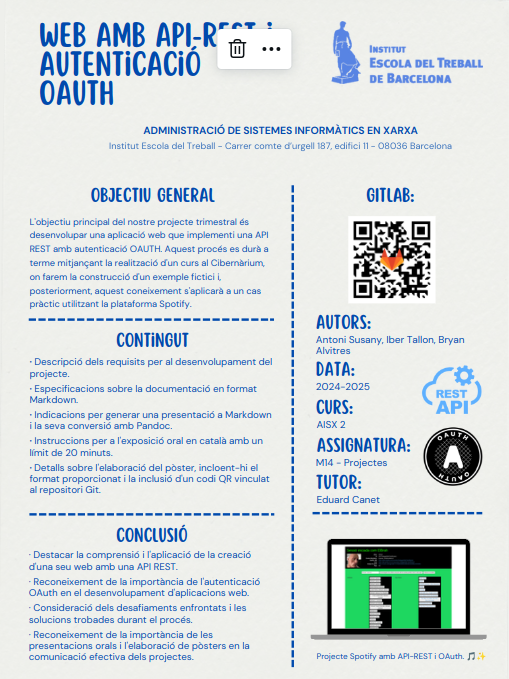 WEB AMB API-REST i
AUTENTiCACiÓ
OAUTH
INSTITUT
ESCOLA DEL TREBALL
DE BARCELONA
ADMINISTRACIÓ DE SISTEMES INFORMÀTICS EN XARXA
Institut Escola del Treball - Carrer comte d'urgell 187, edifici 11 - 08036 Barcelona
OBJECTiU GENERAL
L'objectiu principal del nostre projecte trimestral és
desenvolupar una aplicació web que implementi una API
REST amb autenticació OAUTH. Aquest procés es durà a
terme mitjançant la realització d'un curs al Cibernàrium,
on farem la construcció d'un exemple fictici i,
posteriorment, aquest coneixement s'aplicarà a un cas
pràctic utilitzant la plataforma Spotify.
CONTiNGUT
· Descripció dels requisits per al desenvolupament del
projecte.
· Especificacions sobre la documentació en format
Markdown.
· Indicacions per generar una presentació a Markdown
i la seva conversió amb Pandoc.
· Instruccions per a l'exposició oral en català amb un
límit de 20 minuts.
· Detalls sobre l'elaboració del pòster, incloent-hi el
format proporcionat i la inclusió d'un codi QR vinculat
al repositori Git.
CONCLUSIÓ
· Destacar la comprensió i l'aplicació de la creació
d'una seu web amb una API REST.
· Reconeixement de la importància de l'autenticació
OAuth en el desenvolupament d'aplicacions web.
· Consideració dels desafiaments enfrontats i les
solucions trobades durant el procés.
· Reconeixement de la importància de les
presentacions orals i l'elaboració de pòsters en la
comunicació efectiva dels projectes.
GITLAB:
AUTORS:
Antoni Susany, Iber Tallon, Bryan
Alvitres
DATA:
2024-2025
CURS:
AISX 2
ASSIGNATURA:
M14 - Projectes
TUTOR:
Eduard Canet
REST
API
OAUTH
A
OAUTH
Projecte Spotify amb API-REST i OAuth. 🎵✨